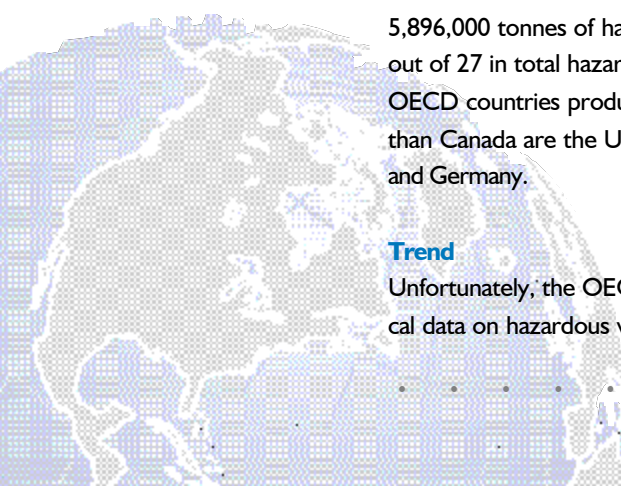 5,896,000 tonnes of ha
out of 27 in total hazar
OECD countries produ
than Canada are the U
and Germany.
Trend
Unfortunately, the OEC
cal data on hazardous